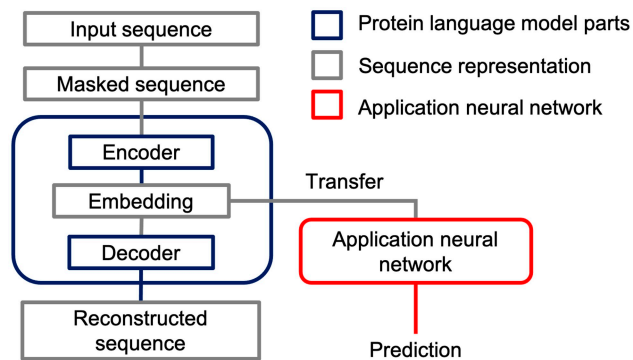 Input sequence
Masked sequence
Encoder
Embedding
Decoder
Reconstructed
sequence
Protein language model parts
Sequence representation
Application neural network
Transfer
Application neural
network
Prediction